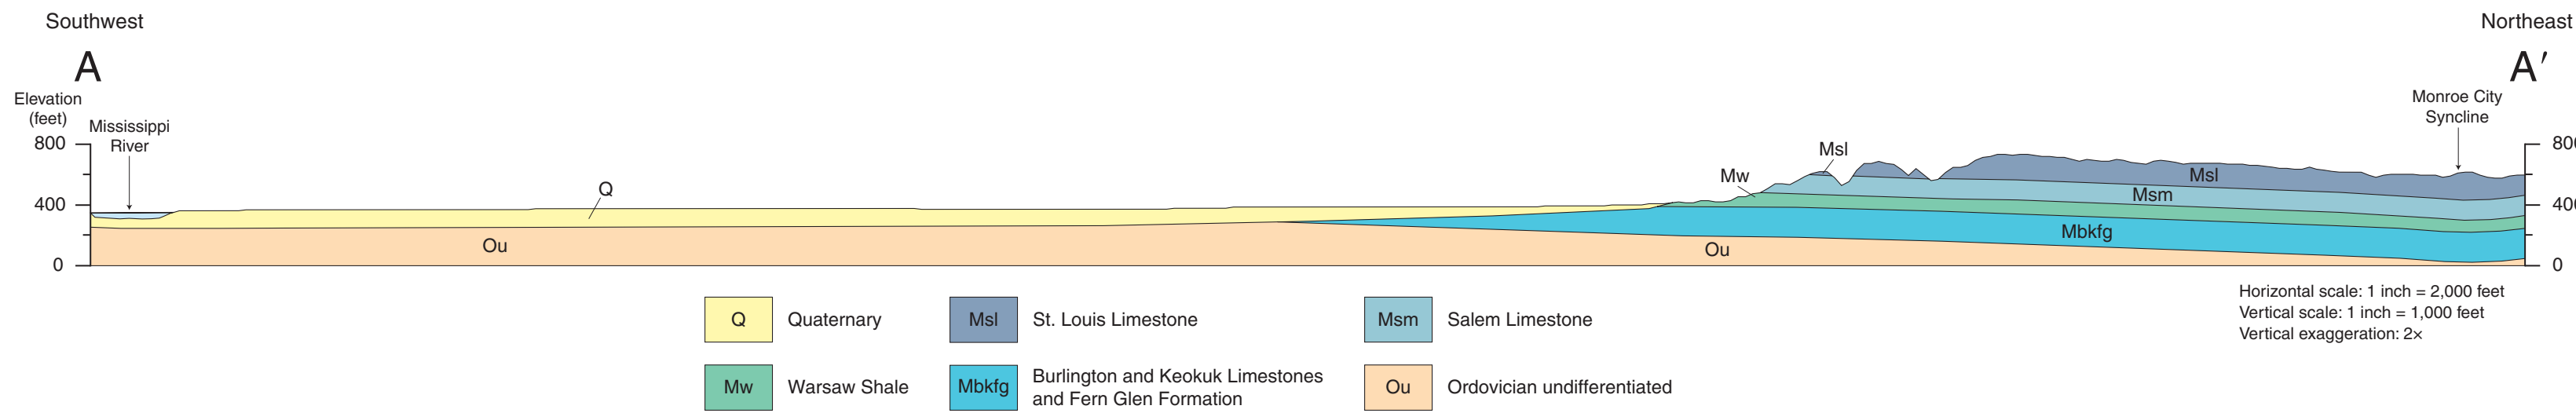 Southwest
Northeast
A
A′
Elevation
(feet)
Mississippi
River
Monroe City
Syncline
800
400
0
Q
Ou
Mw
Msl
Msl
Msm
Mbkfg
Ou
400
0
Horizontal scale: 1 inch = 2,000 feet
Vertical scale: 1 inch = 1,000 feet
Vertical exaggeration: 2×
Q Quaternary
Msl St. Louis Limestone
Msm Salem Limestone
Mw Warsaw Shale
Mbkfg Burlington and Keokuk Limestones
and Fern Glen Formation
Ou Ordovician undifferentiated